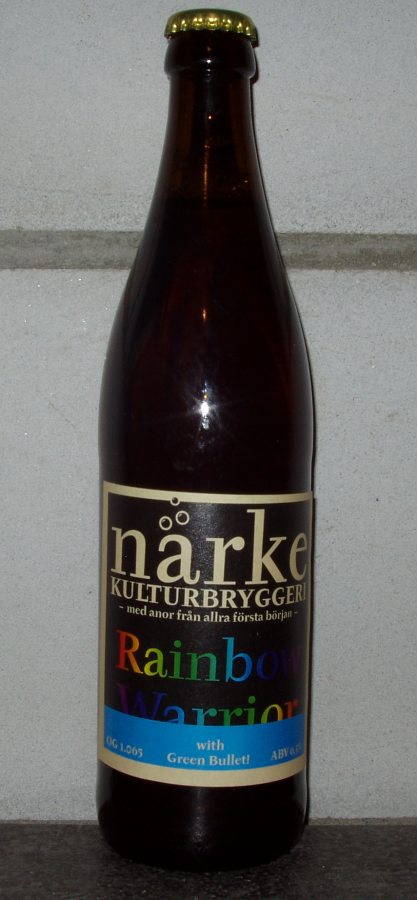 närke
KULTURBRYGGERI
- med anor från allra första början -
Rainbow
Warrior
OG 1.065
with
Green Bullet!
ABV